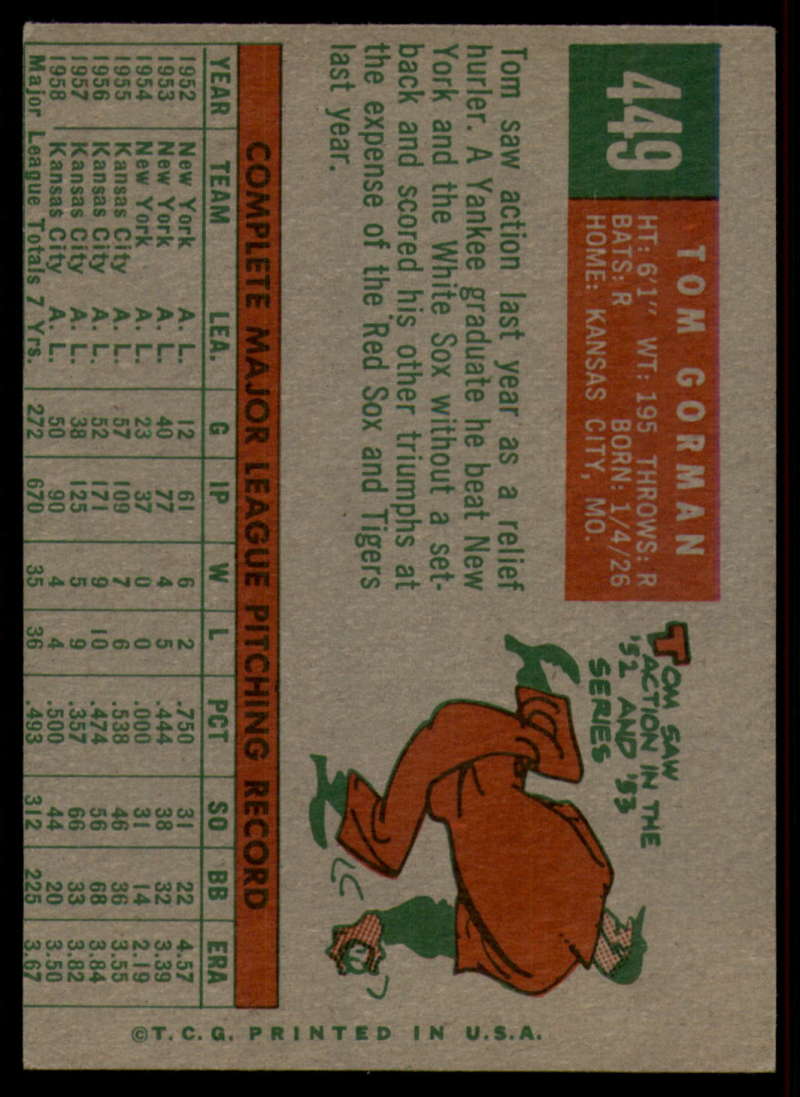 449
TOM GORMAN
HT: 6'1" WT: 195 THROWS: R
BATS: R BORN: 1/4/26
HOME: KANSAS CITY, MO.
Tom saw action last year as a relief
hurler. A Yankee graduate he beat New
York and the White Sox without a set-
back and scored his other triumphs at
the expense of the Red Sox and Tigers
last year.
TOM SAW
ACTION IN THE
'52 AND '53
SERIES
COMPLETE MAJOR LEAGUE PITCHING RECORD
YEAR TEAM LEA. G IP W L PCT SO BB ERA
1952 New York A. L. 12 61 6 2 .750 31 22 4.57
1953 New York A. L. 40 77 4 5 .444 38 32 3.39
1954 New York A. L. 23 37 0 0 .000 31 14 2.19
1955 Kansas City A. L. 57 109 7 6 .538 46 36 3.55
1956 Kansas City A. L. 52 171 9 10 .474 56 68 3.84
1957 Kansas City A. L. 38 125 5 9 .357 66 33 3.82
1958 Kansas City A. L. 50 90 4 4 .500 44 20 3.50
Major League Totals 7 Yrs. 272 670 35 36 .493 312 225 3.67
©T.C.G. PRINTED IN U.S.A.